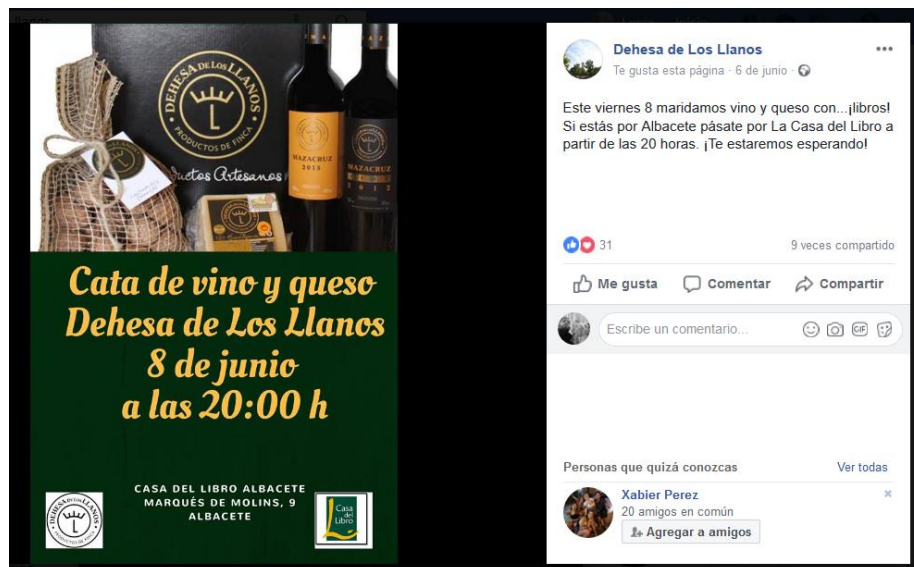 DEHESA DE LOS LLANOS
PRODUCTOS DE FINCA
Productos Artesanos
MAZACRUZ
2013
MAZACRUZ
2012
Cata de vino y queso
Dehesa de Los Llanos
8 de junio
a las 20:00 h
CASA DEL LIBRO ALBACETE
MARQUÉS DE MOLINS, 9
ALBACETE
DEHESA DE LOS LLANOS
PRODUCTOS DE FINCA
Casa
del
Libro
Dehesa de Los Llanos
Te gusta esta página · 6 de junio ·
Este viernes 8 maridamos vino y queso con...¡libros!
Si estás por Albacete pásate por La Casa del Libro a
partir de las 20 horas. ¡Te estaremos esperando!
31
9 veces compartido
Me gusta
Comentar
Compartir
Escribe un comentario...
GIF
Personas que quizá conozcas
Ver todas
Xabier Perez
20 amigos en común
Agregar a amigos